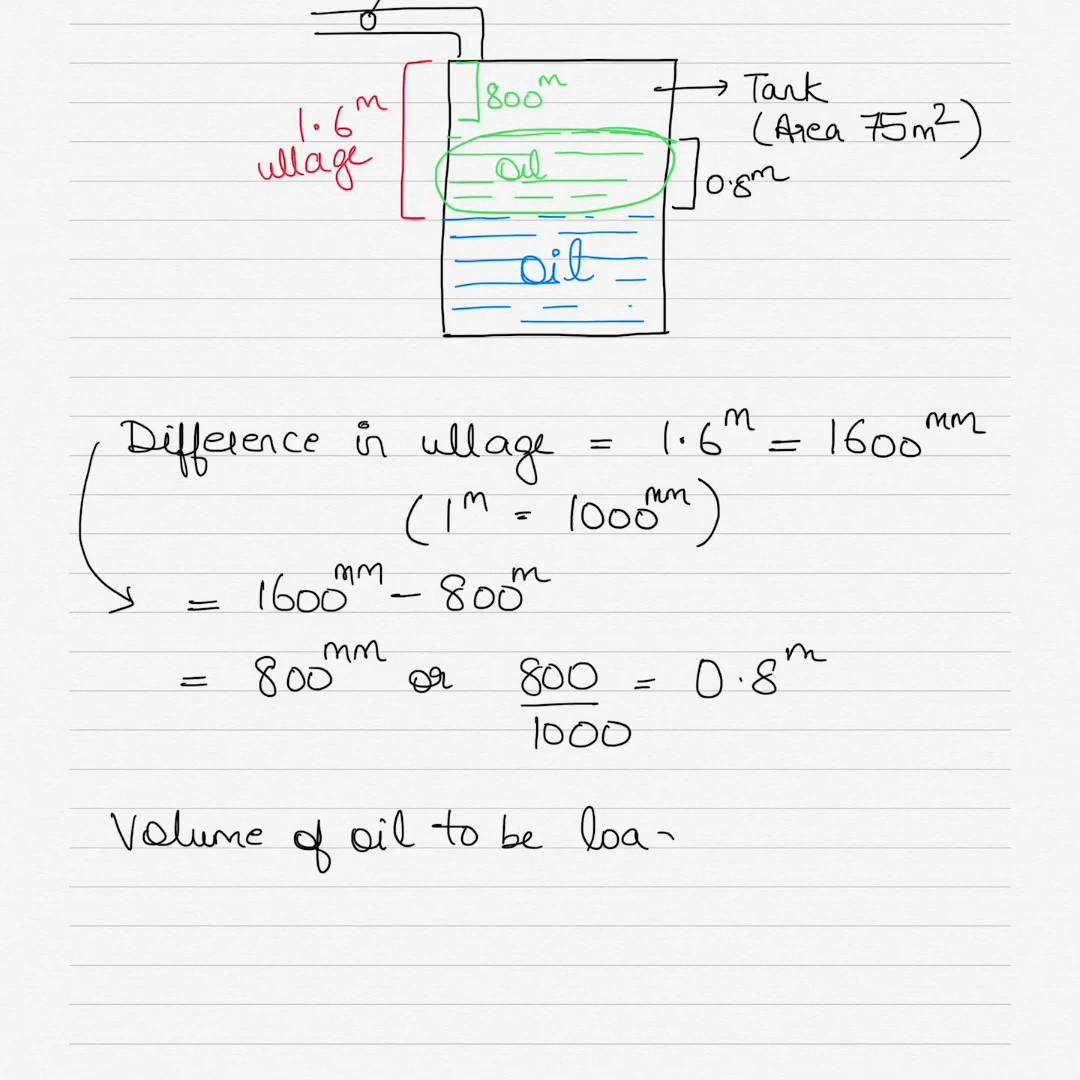 800m
1.6m
ullage
Tank
(Area 75m²)
oil
0.8m
oil
Difference in ullage = 1.6m = 1600mm
(1m = 1000mm)
= 1600mm - 800m
= 800mm or 800/1000 = 0.8m
Volume of oil to be loa